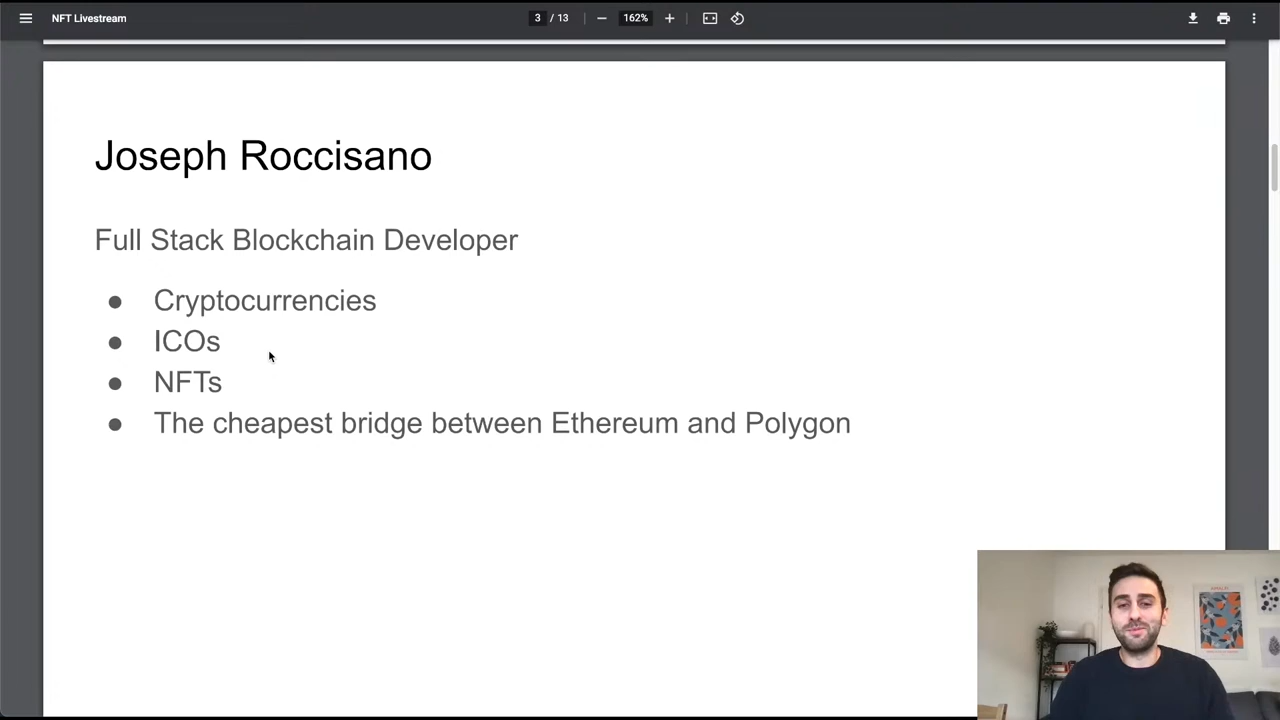 NFT Livestream
3 / 13
162%
Joseph Roccisano
Full Stack Blockchain Developer
● Cryptocurrencies
● ICOs
● NFTs
● The cheapest bridge between Ethereum and Polygon